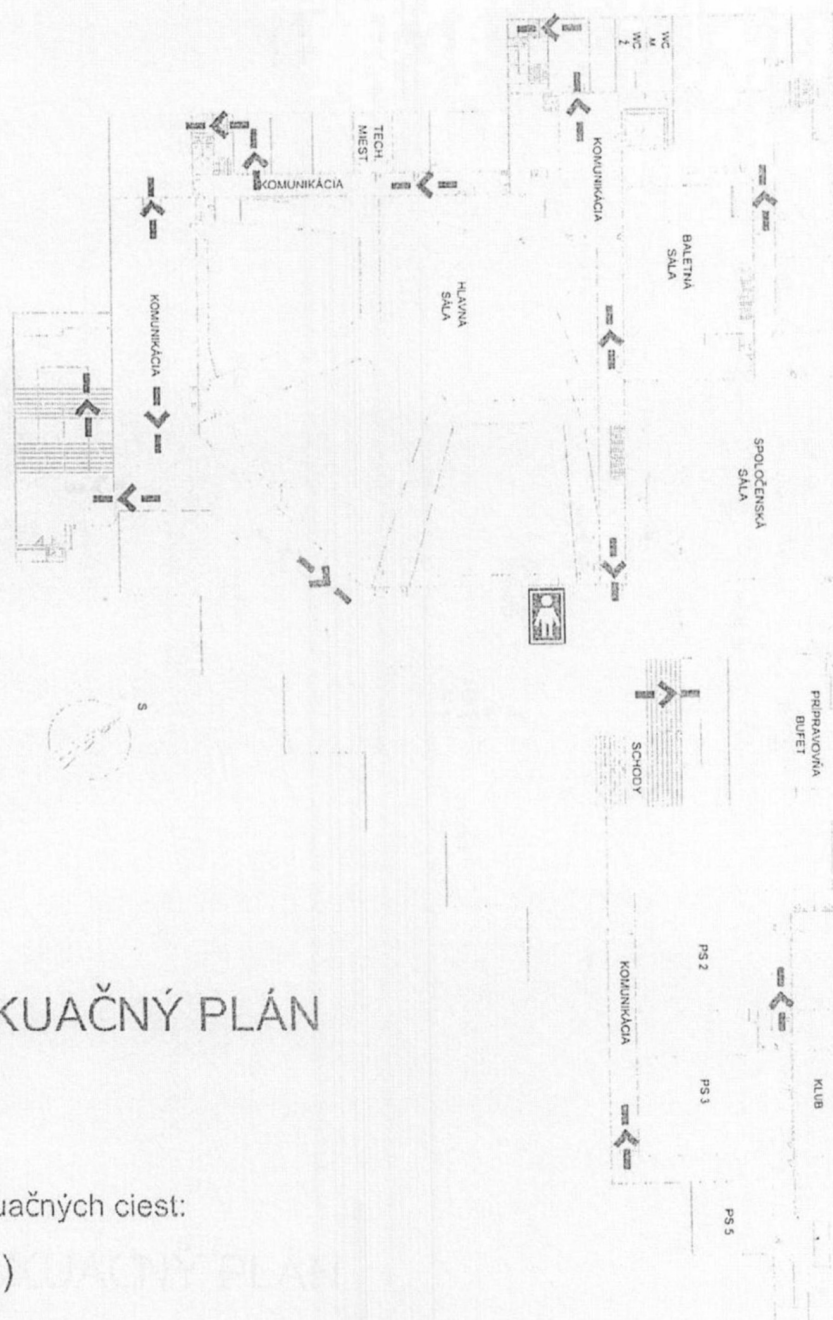 WC
M
WC
Ž
TECH.
MIEST
KOMUNIKÁCIA
KOMUNIKÁCIA
BALETNÁ
SÁLA
HLAVNÁ
SÁLA
KOMUNIKÁCIA
SPOLOČENSKÁ
SÁLA
S
PRÍPRAVOVŇA
BUFET
SCHODY
PS 2
KOMUNIKÁCIA
PS 3
KLUB
PS 5
KUAČNÝ PLÁN
uačných ciest:
)